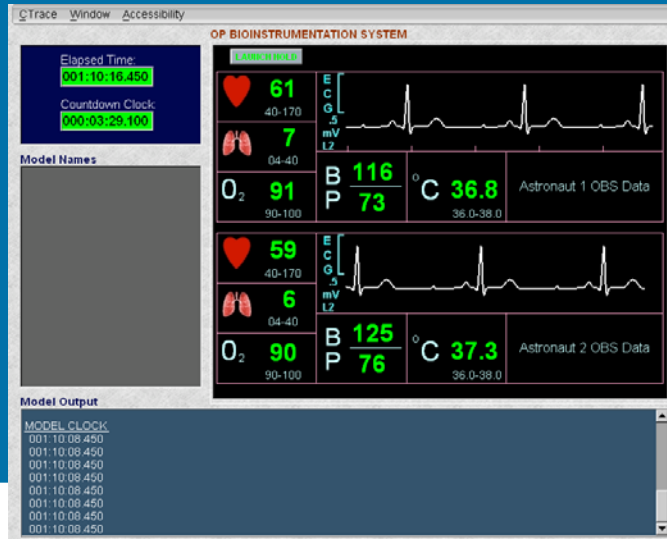 CTrace Window Accessibility
OP BIOINSTRUMENTATION SYSTEM
Elapsed Time:
001:10:16.450
Countdown Clock:
000:03:29.100
Model Names
61
40-170
7
04-40
O₂ 91
90-100
E
C
G
.5
mV
L2
B
P
116
73
°C 36.8
36.0-38.0
Astronaut 1 OBS Data
59
40-170
6
04-40
O₂ 90
90-100
E
C
G
.5
mV
L2
B
P
125
76
°C 37.3
36.0-38.0
Astronaut 2 OBS Data
Model Output
MODEL CLOCK
001:10:08.450
001:10:08.450
001:10:08.450
001:10:08.450
001:10:08.450
001:10:08.450
001:10:08.450
001:10:08.450